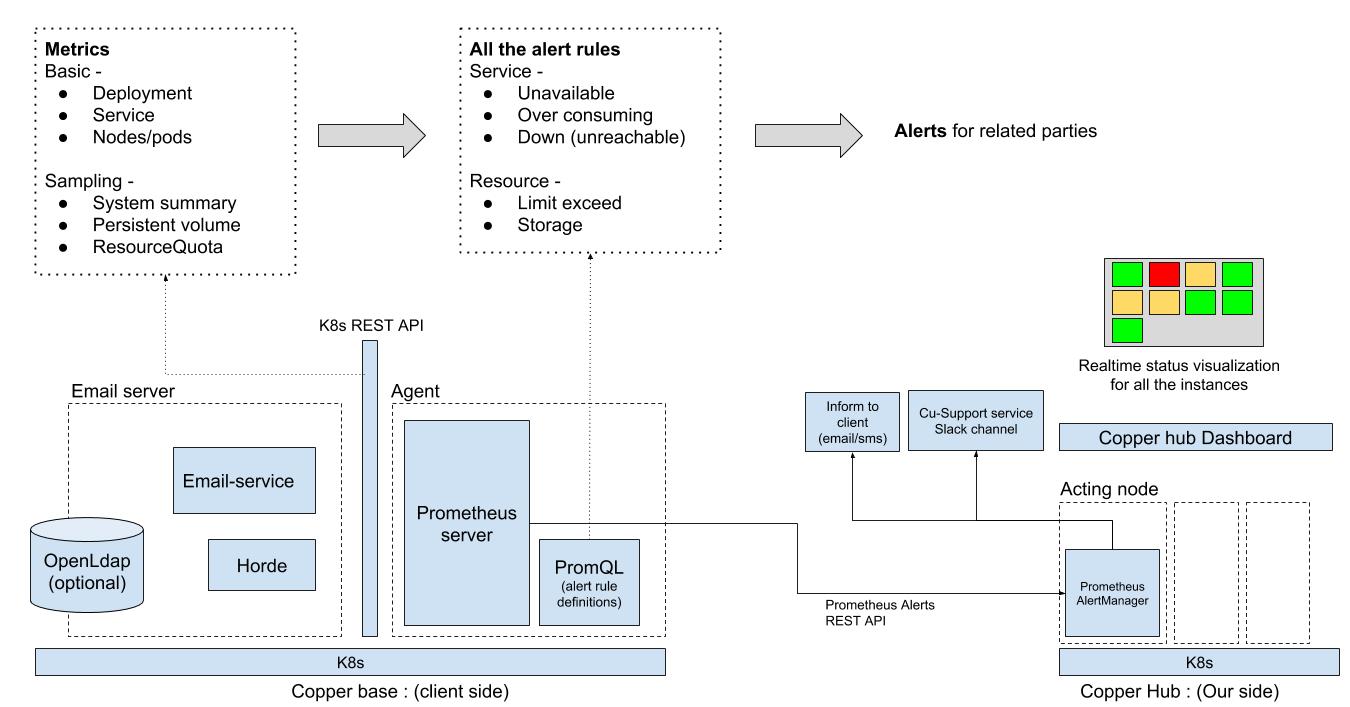 Metrics
Basic -
● Deployment
● Service
● Nodes/pods
Sampling -
● System summary
● Persistent volume
● ResourceQuota
All the alert rules
Service -
● Unavailable
● Over consuming
● Down (unreachable)
Resource -
● Limit exceed
● Storage
Alerts for related parties
K8s REST API
Email server
Email-service
OpenLdap
(optional)
Horde
Agent
Prometheus
server
PromQL
(alert rule
definitions)
K8s
Copper base : (client side)
Prometheus Alerts
REST API
Inform to
client
(email/sms)
Cu-Support service
Slack channel
Realtime status visualization
for all the instances
Copper hub Dashboard
Acting node
Prometheus
AlertManager
K8s
Copper Hub : (Our side)